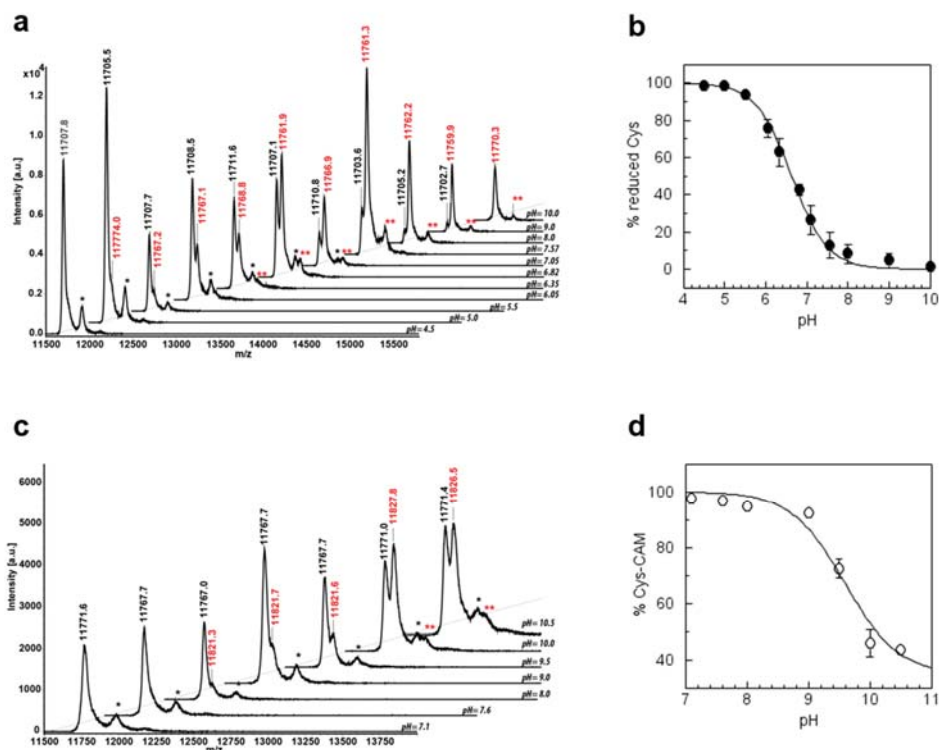 a
x10⁴
1.2
1.0
0.8
0.6
0.4
0.2
0.0
Intensity [a.u.]
11707.8
11705.5
11774.0
11707.7
11767.2
11708.5
11767.1
11711.6
11768.8
11707.1
11761.9
11710.8
11766.9
11703.6
11761.3
11705.2
11762.2
11702.7
11759.9
11770.3
*
*
*
*
*
**
*
**
*
**
**
**
**
**
pH= 10.0
pH= 9.0
pH= 8.0
pH= 7.57
pH= 7.05
pH= 6.82
pH= 6.35
pH= 6.05
pH= 5.5
pH= 5.0
pH= 4.5
11500 12000 12500 13000 13500 14000 14500 15000 15500
m/z
b
100
80
60
40
20
0
% reduced Cys
4 5 6 7 8 9 10
pH
c
6000
5000
4000
3000
2000
1000
0
Intensity [a.u.]
11771.6
11767.7
11767.0
11821.3
11767.7
11821.7
11767.7
11821.6
11771.0
11827.8
11771.4
11826.5
*
*
*
*
*
*
**
*
**
pH= 10.5
pH= 10.0
pH= 9.5
pH= 9.0
pH= 8.0
pH= 7.6
pH= 7.1
11500 11750 12000 12250 12500 12750 13000 13250 13500 13750
m/z
d
100
80
60
40
% Cys-CAM
7 8 9 10 11
pH